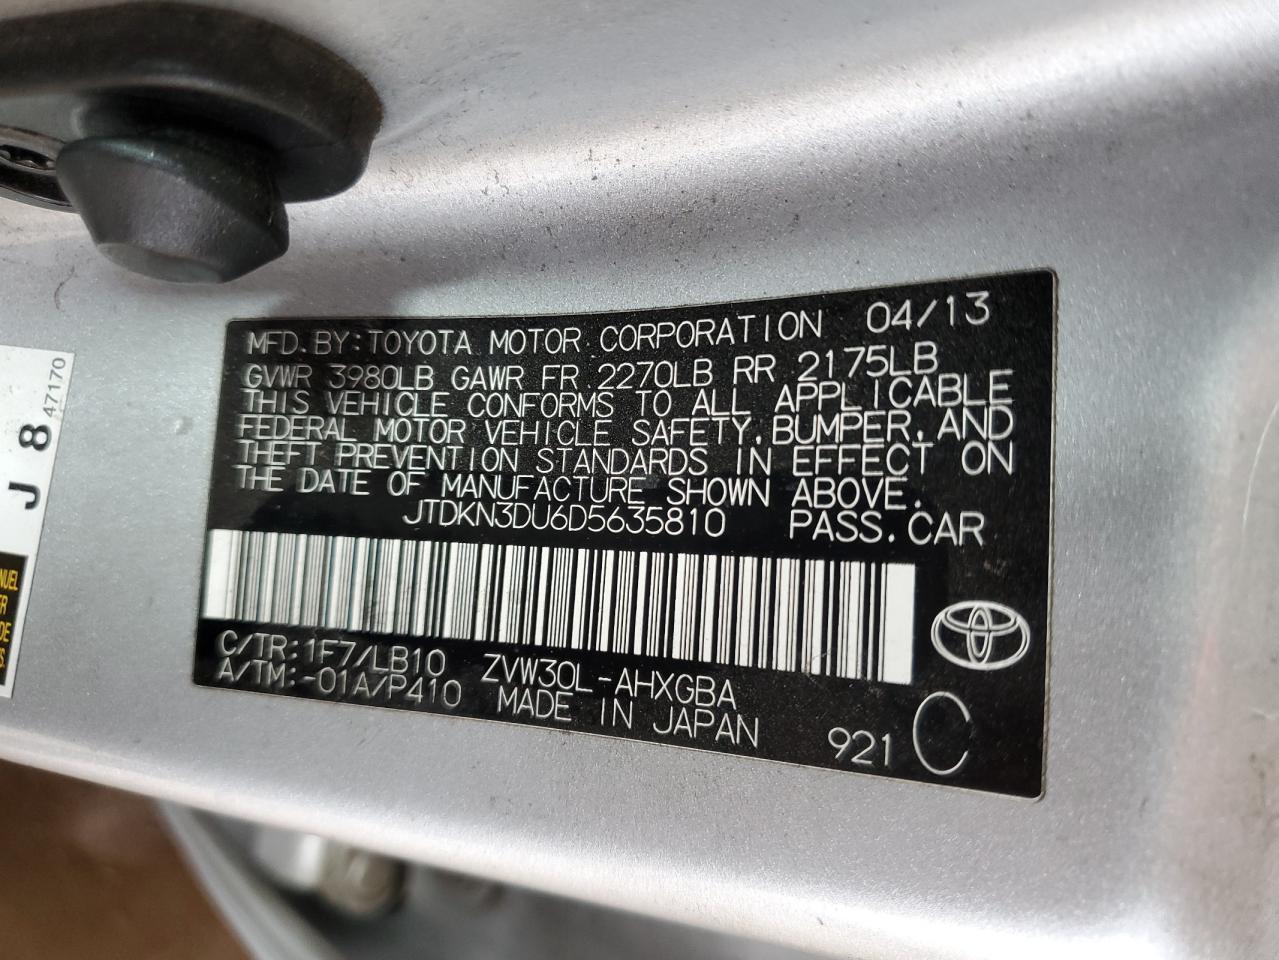 MFD.BY:TOYOTA MOTOR CORPORATION 04/13
GVWR 3980LB GAWR FR 2270LB RR 2175LB
THIS VEHICLE CONFORMS TO ALL APPLICABLE
FEDERAL MOTOR VEHICLE SAFETY,BUMPER,AND
THEFT PREVENTION STANDARDS IN EFFECT ON
THE DATE OF MANUFACTURE SHOWN ABOVE.
JTDKN3DU6D5635810 PASS.CAR
C/TR:1F7/LB10 ZVW30L-AHXGBA
A/TM:-01A/P410 MADE IN JAPAN
921 C
J 8 47170